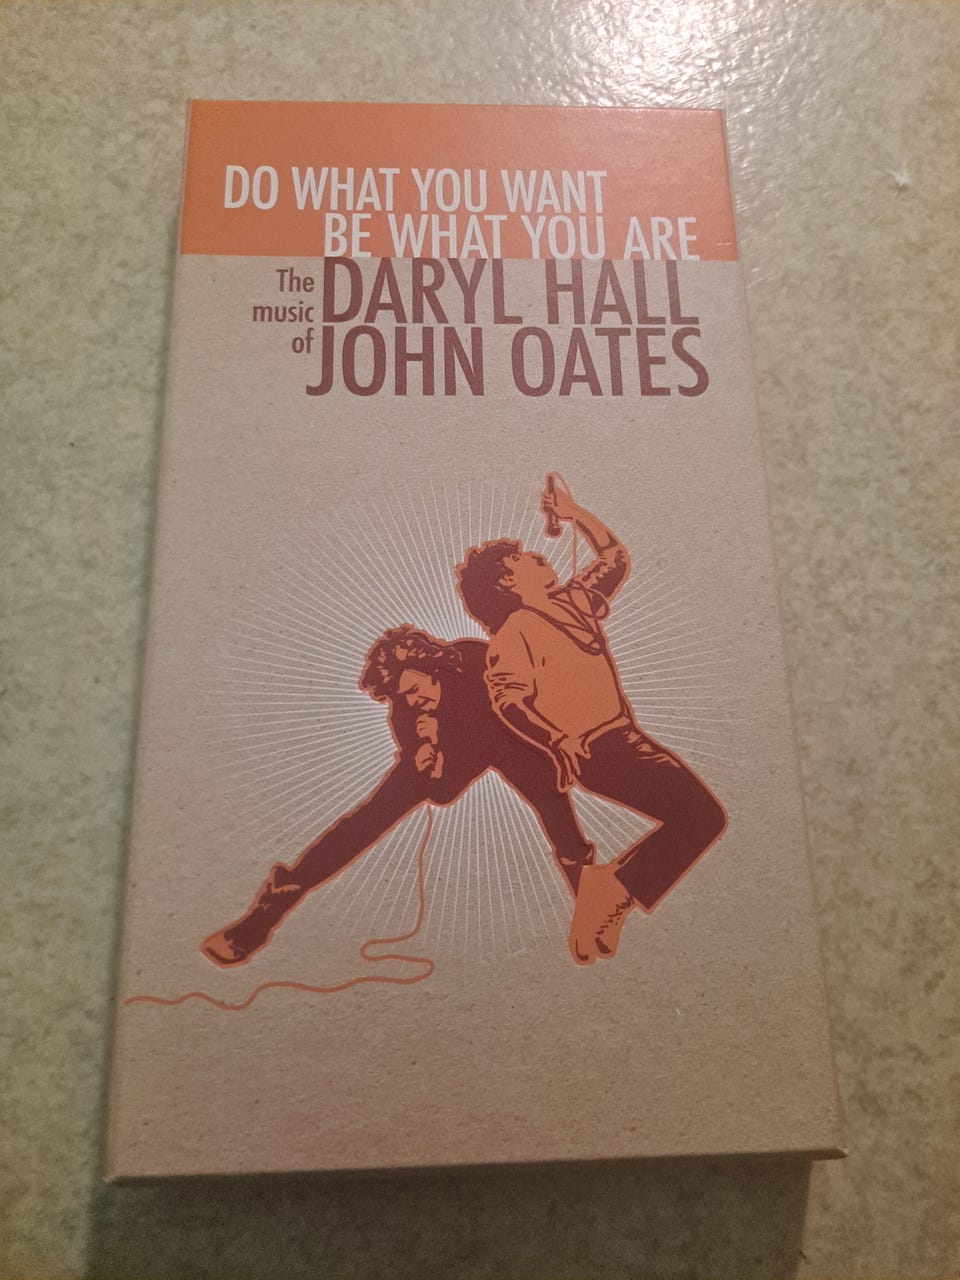 DO WHAT YOU WANT
BE WHAT YOU ARE
The music of
DARYL HALL
JOHN OATES